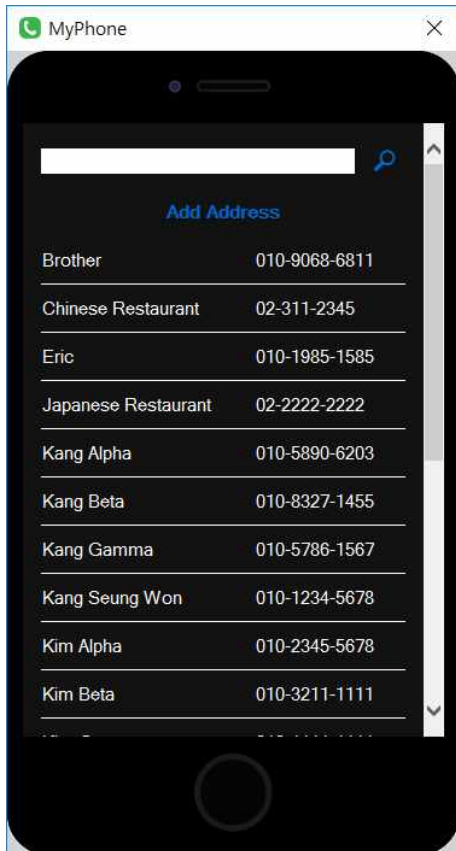 MyPhone
Add Address
Brother 010-9068-6811
Chinese Restaurant 02-311-2345
Eric 010-1985-1585
Japanese Restaurant 02-2222-2222
Kang Alpha 010-5890-6203
Kang Beta 010-8327-1455
Kang Gamma 010-5786-1567
Kang Seung Won 010-1234-5678
Kim Alpha 010-2345-5678
Kim Beta 010-3211-1111